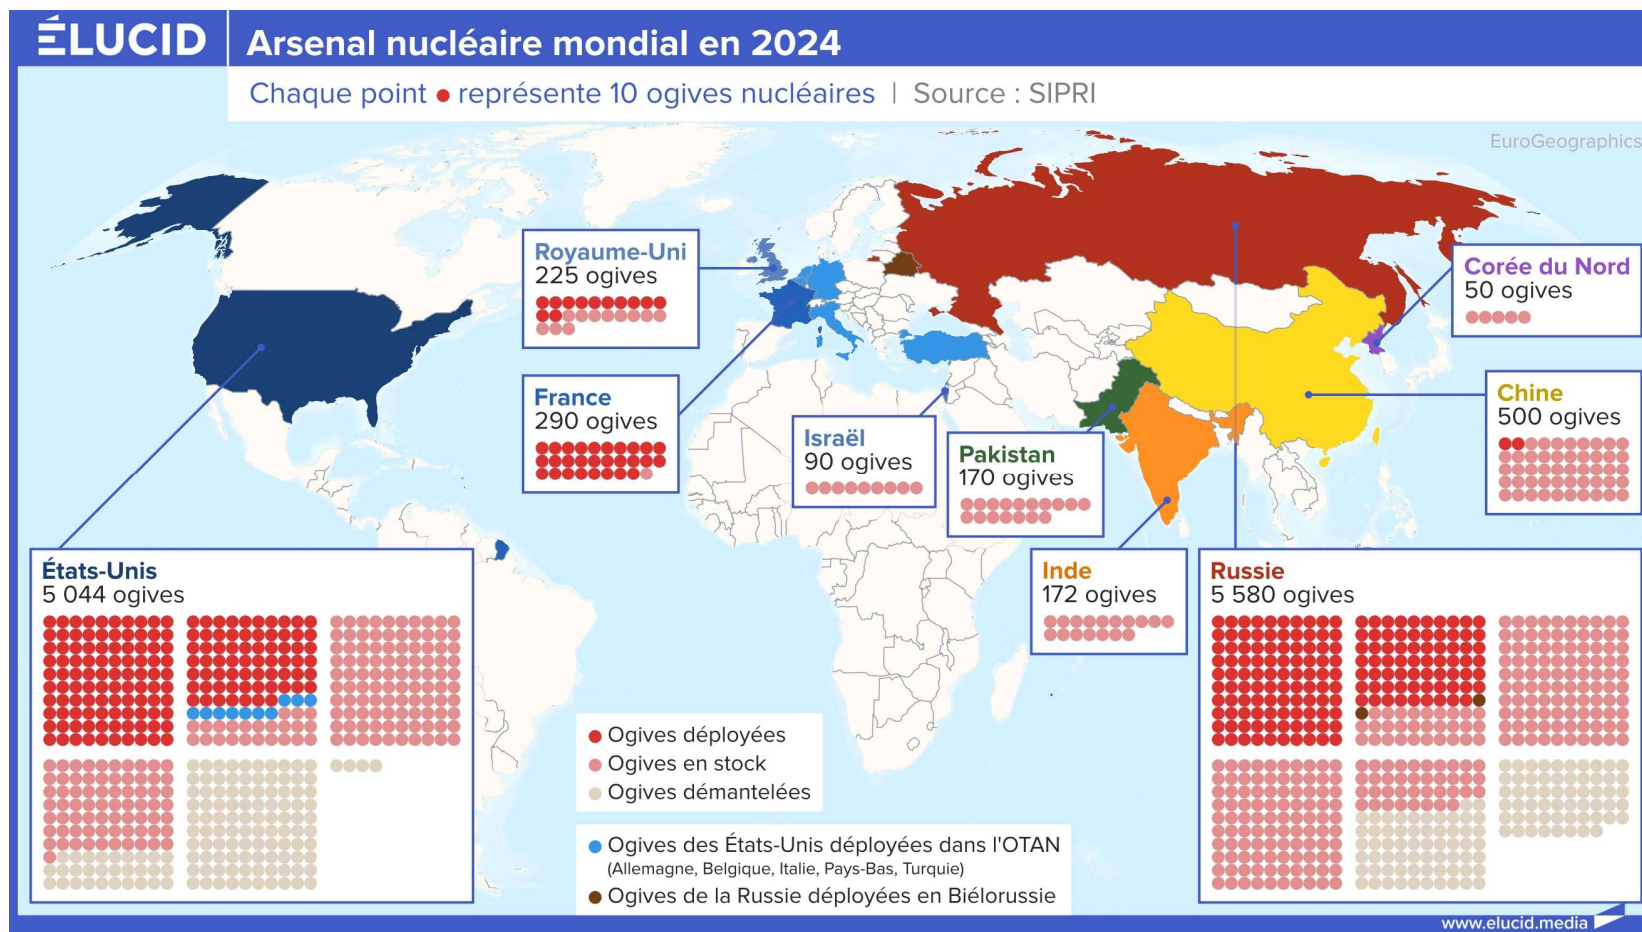 ÉLUCID
Arsenal nucléaire mondial en 2024
Chaque point ● représente 10 ogives nucléaires | Source : SIPRI
EuroGeographics
Royaume-Uni
225 ogives
Corée du Nord
50 ogives
France
290 ogives
Chine
500 ogives
Israël
90 ogives
Pakistan
170 ogives
États-Unis
5 044 ogives
Inde
172 ogives
Russie
5 580 ogives
Ogives déployées
Ogives en stock
Ogives démantelées
Ogives des États-Unis déployées dans l'OTAN
(Allemagne, Belgique, Italie, Pays-Bas, Turquie)
Ogives de la Russie déployées en Biélorussie
www.elucid.media